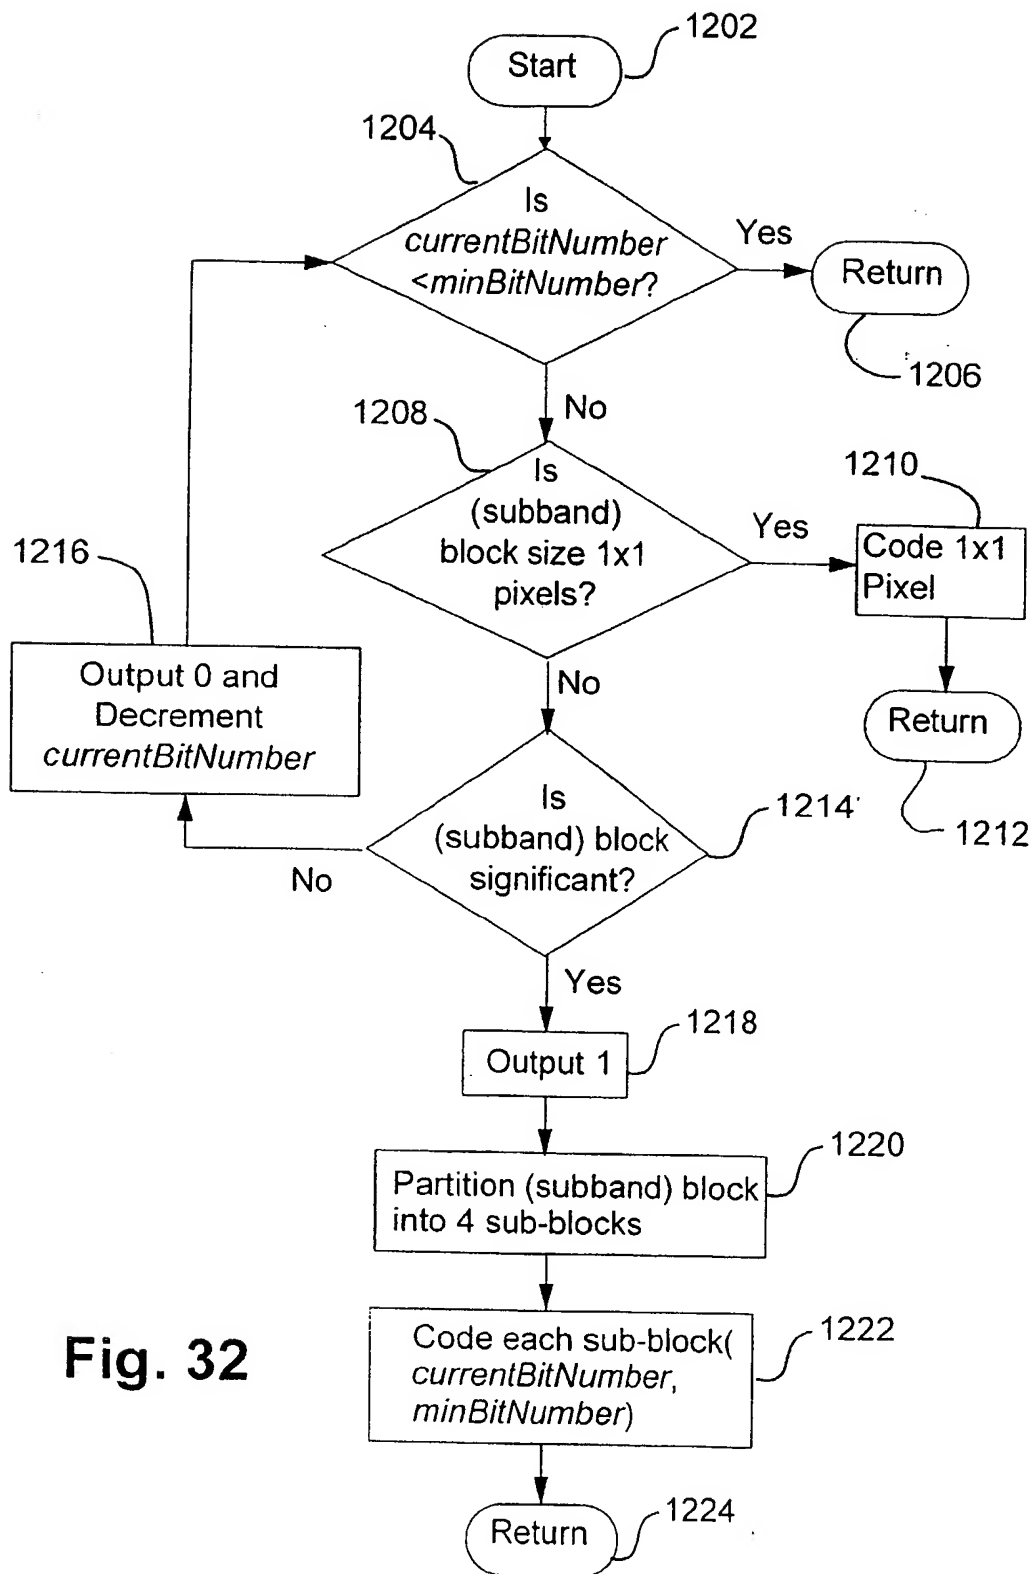 1202
Start
1204
Is
currentBitNumber
<minBitNumber?
Yes
Return
1206
No
1208
Is
(subband)
block size 1x1
pixels?
Yes
1210
Code 1x1
Pixel
Return
1212
1216
Output 0 and
Decrement
currentBitNumber
No
Is
(subband) block
significant?
1214
No
Yes
1218
Output 1
1220
Partition (subband) block
into 4 sub-blocks
1222
Code each sub-block(
currentBitNumber,
minBitNumber)
Fig. 32
Return
1224